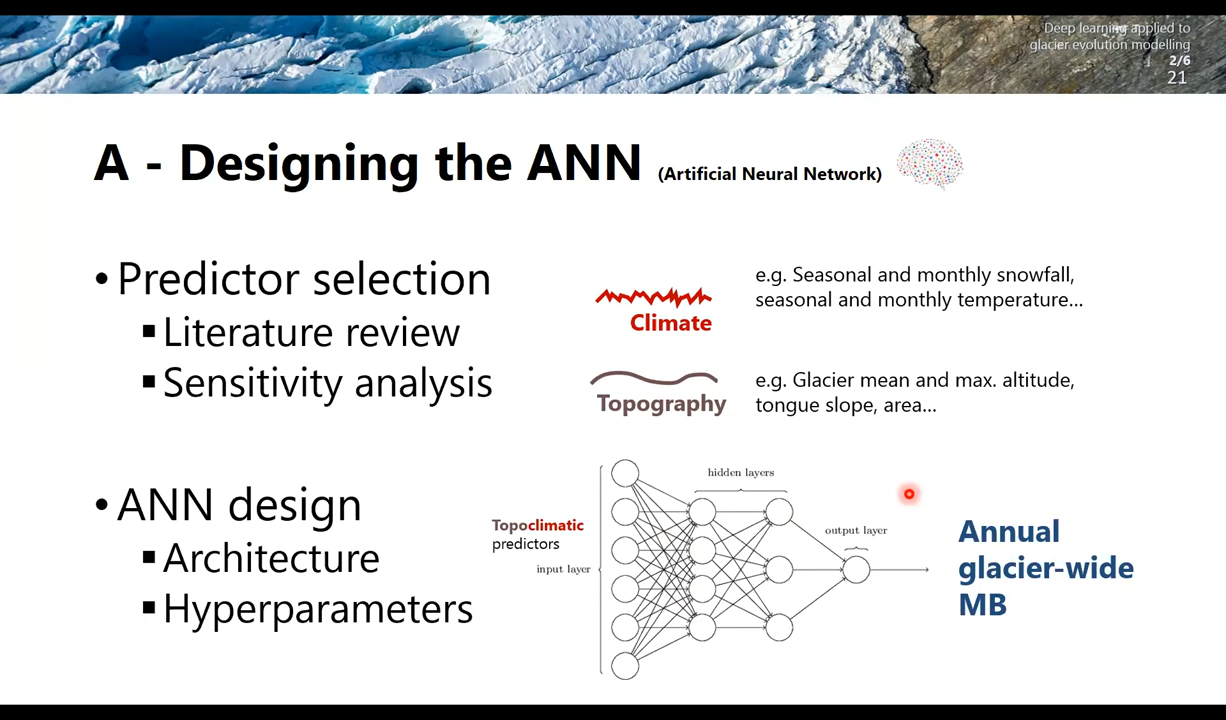 Deep learning applied to
glacier evolution modelling
2/6
21
A - Designing the ANN (Artificial Neural Network)
• Predictor selection
▪ Literature review
▪ Sensitivity analysis
Climate
e.g. Seasonal and monthly snowfall,
seasonal and monthly temperature...
Topography
e.g. Glacier mean and max. altitude,
tongue slope, area...
• ANN design
▪ Architecture
▪ Hyperparameters
Topoclimatic
predictors
input layer
hidden layers
output layer
Annual
glacier-wide
MB